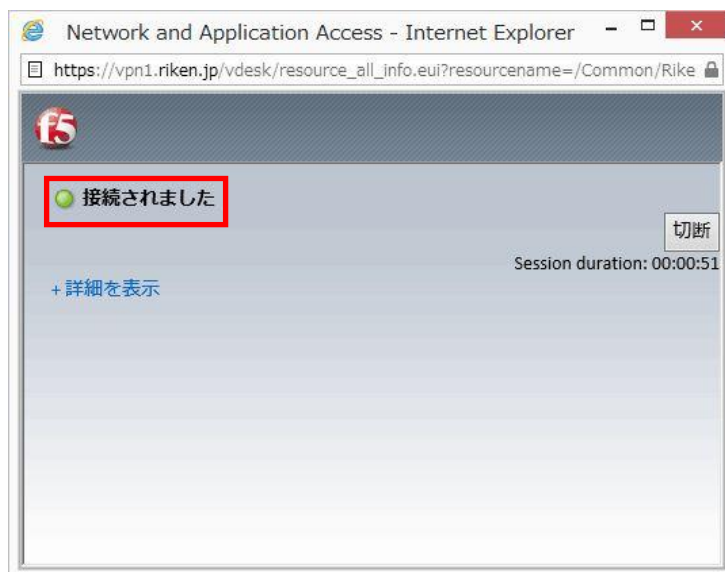 Network and Application Access - Internet Explorer
https://vpn1.riken.jp/vdesk/resource_all_info.eui?resourcename=/Common/Rike
f5
接続されました
切断
Session duration: 00:00:51
+詳細を表示